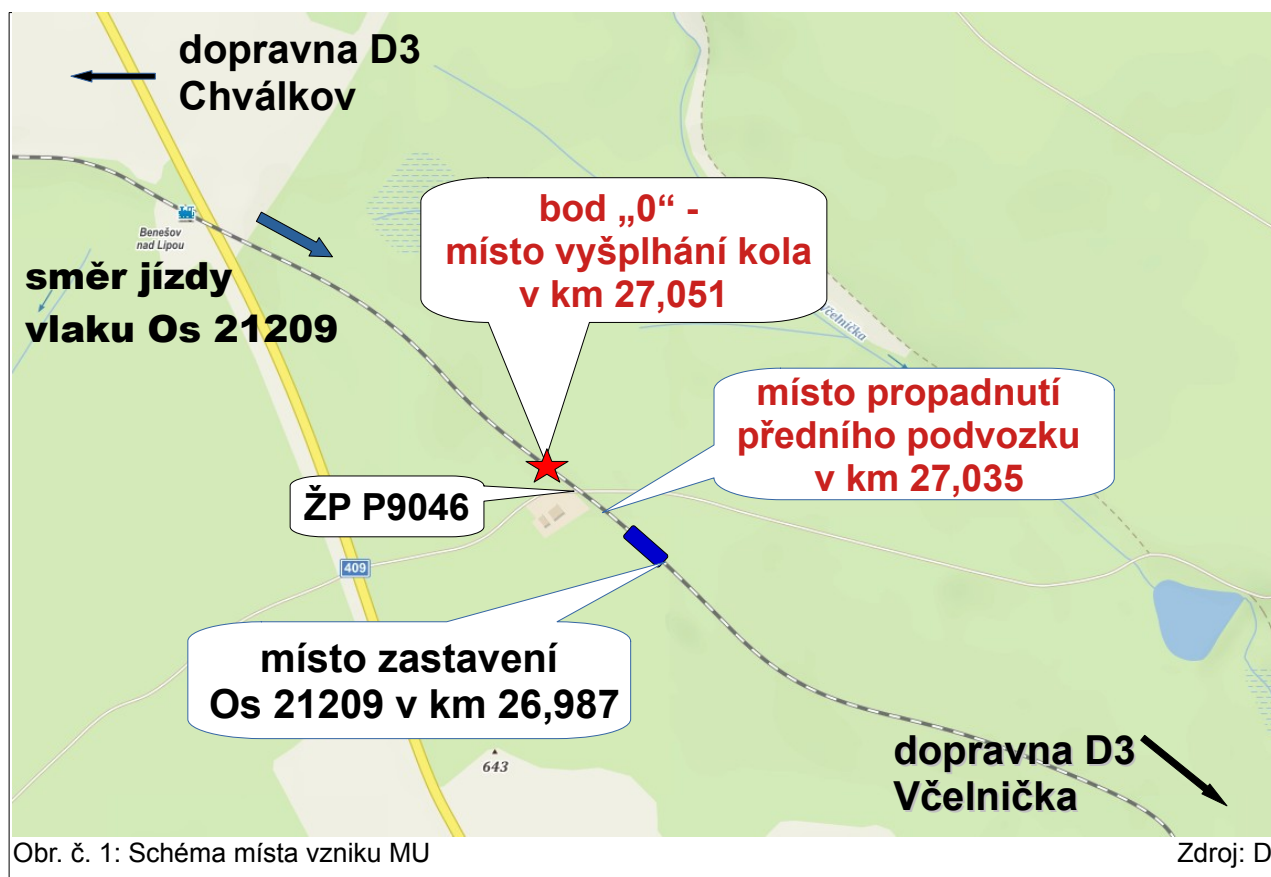 dopravna D3
Chválkov
Benešov
nad Lipou
směr jízdy
vlaku Os 21209
bod „0“ -
místo vyšplhání kola
v km 27,051
Včelnička
místo propadnutí
předního podvozku
v km 27,035
ŽP P9046
409
místo zastavení
Os 21209 v km 26,987
643
dopravna D3
Včelnička
Obr. č. 1: Schéma místa vzniku MU
Zdroj: D